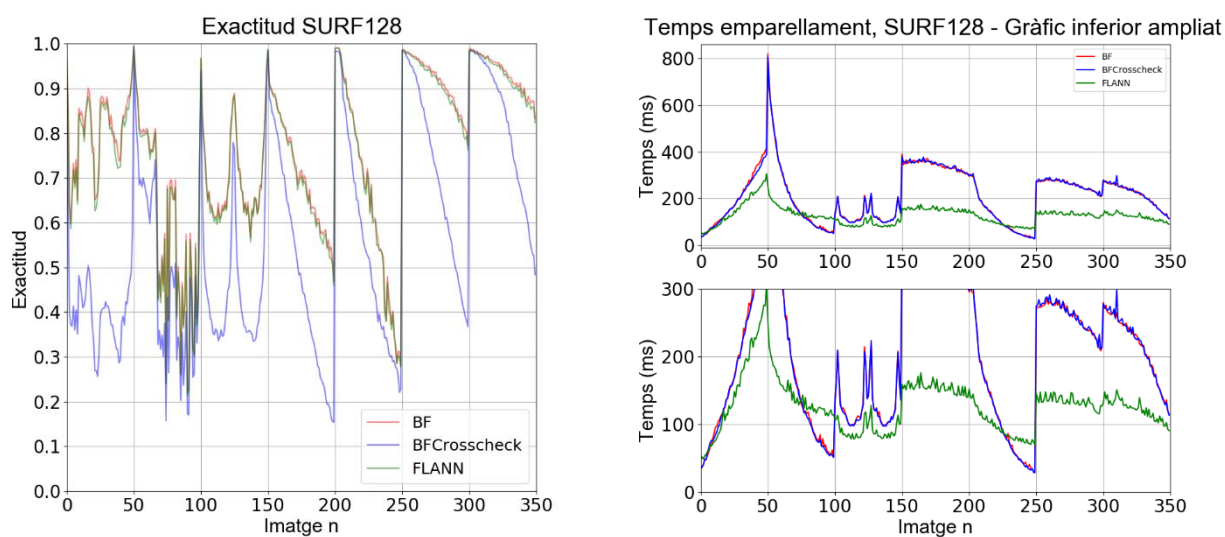 Exactitud SURF128
Exactitud
1.0
0.9
0.8
0.7
0.6
0.5
0.4
0.3
0.2
0.1
0.0
BF
BFCrosscheck
FLANN
0 50 100 150 200 250 300 350
Imatge n
Temps emparellament, SURF128 - Gràfic inferior ampliat
Temps (ms)
800
600
400
200
0
BF
BFCrosscheck
FLANN
0 50 100 150 200 250 300 350
Temps (ms)
300
200
100
0
0 50 100 150 200 250 300 350
Imatge n